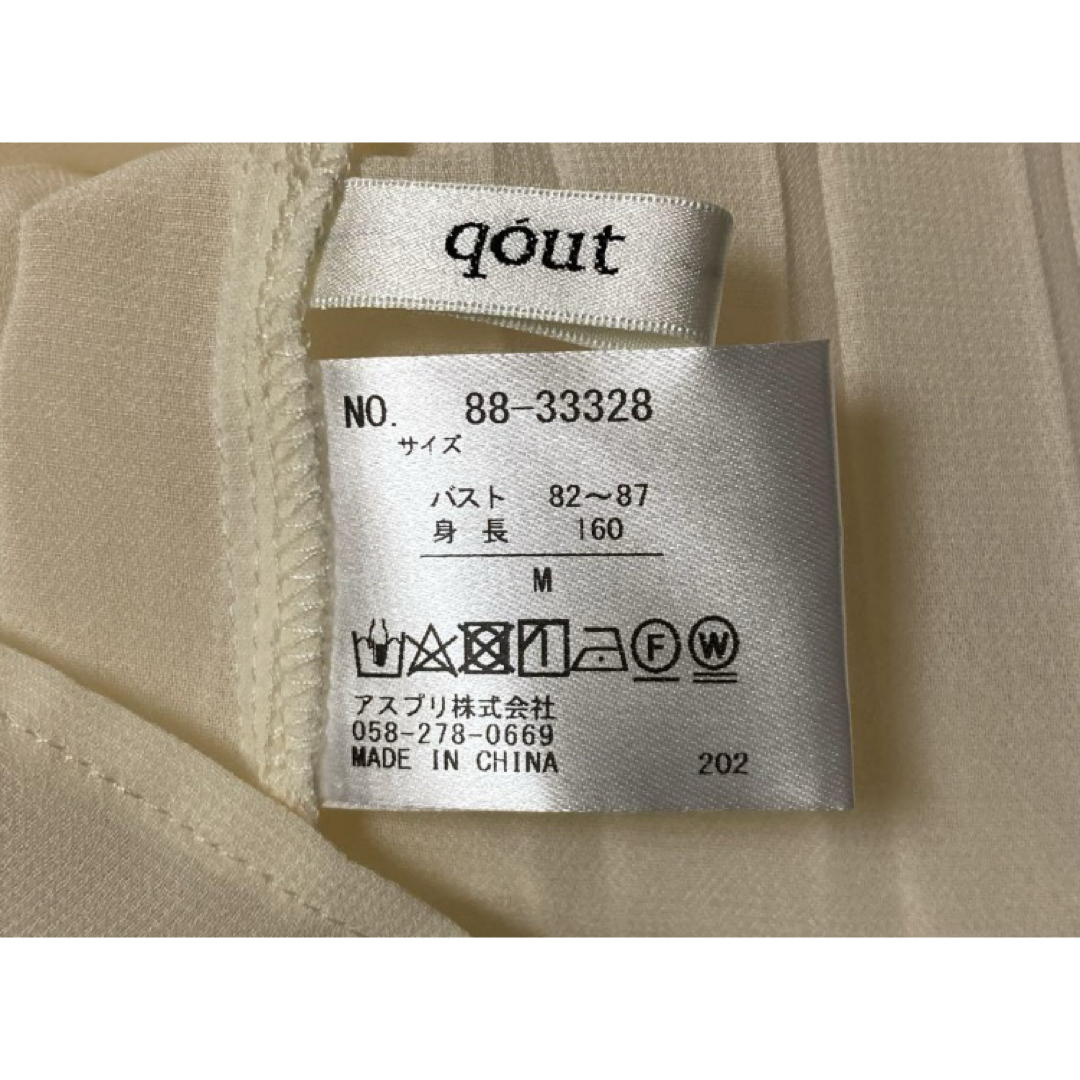 qóut
NO. 88-33328
サイズ
バスト 82～87
身長 160
M
F W
アスプリ株式会社
058-278-0669
MADE IN CHINA 202